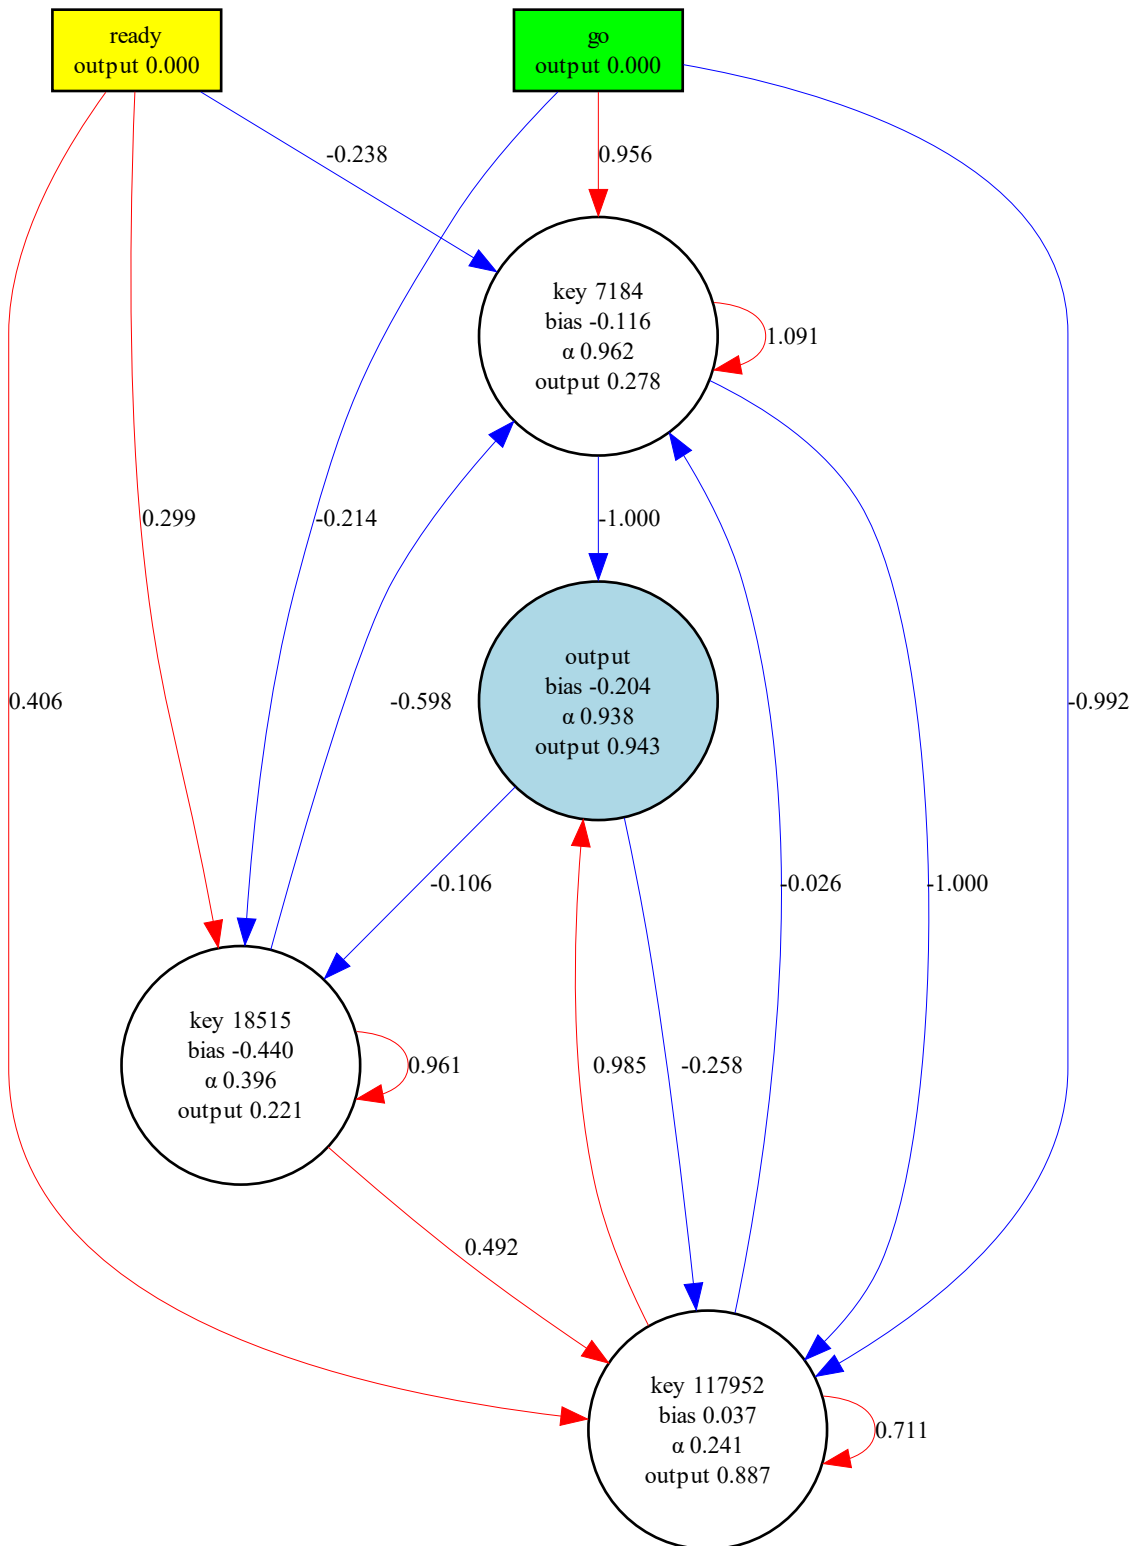 ready
output 0.000
go
output 0.000
-0.238
0.956
key 7184
bias -0.116
α 0.962
output 0.278
1.091
0.299
-0.214
-1.000
output
bias -0.204
α 0.938
output 0.943
0.406
-0.598
-0.992
-0.106
-0.026
-1.000
key 18515
bias -0.440
α 0.396
output 0.221
0.961
0.985
-0.258
0.492
key 117952
bias 0.037
α 0.241
output 0.887
0.711